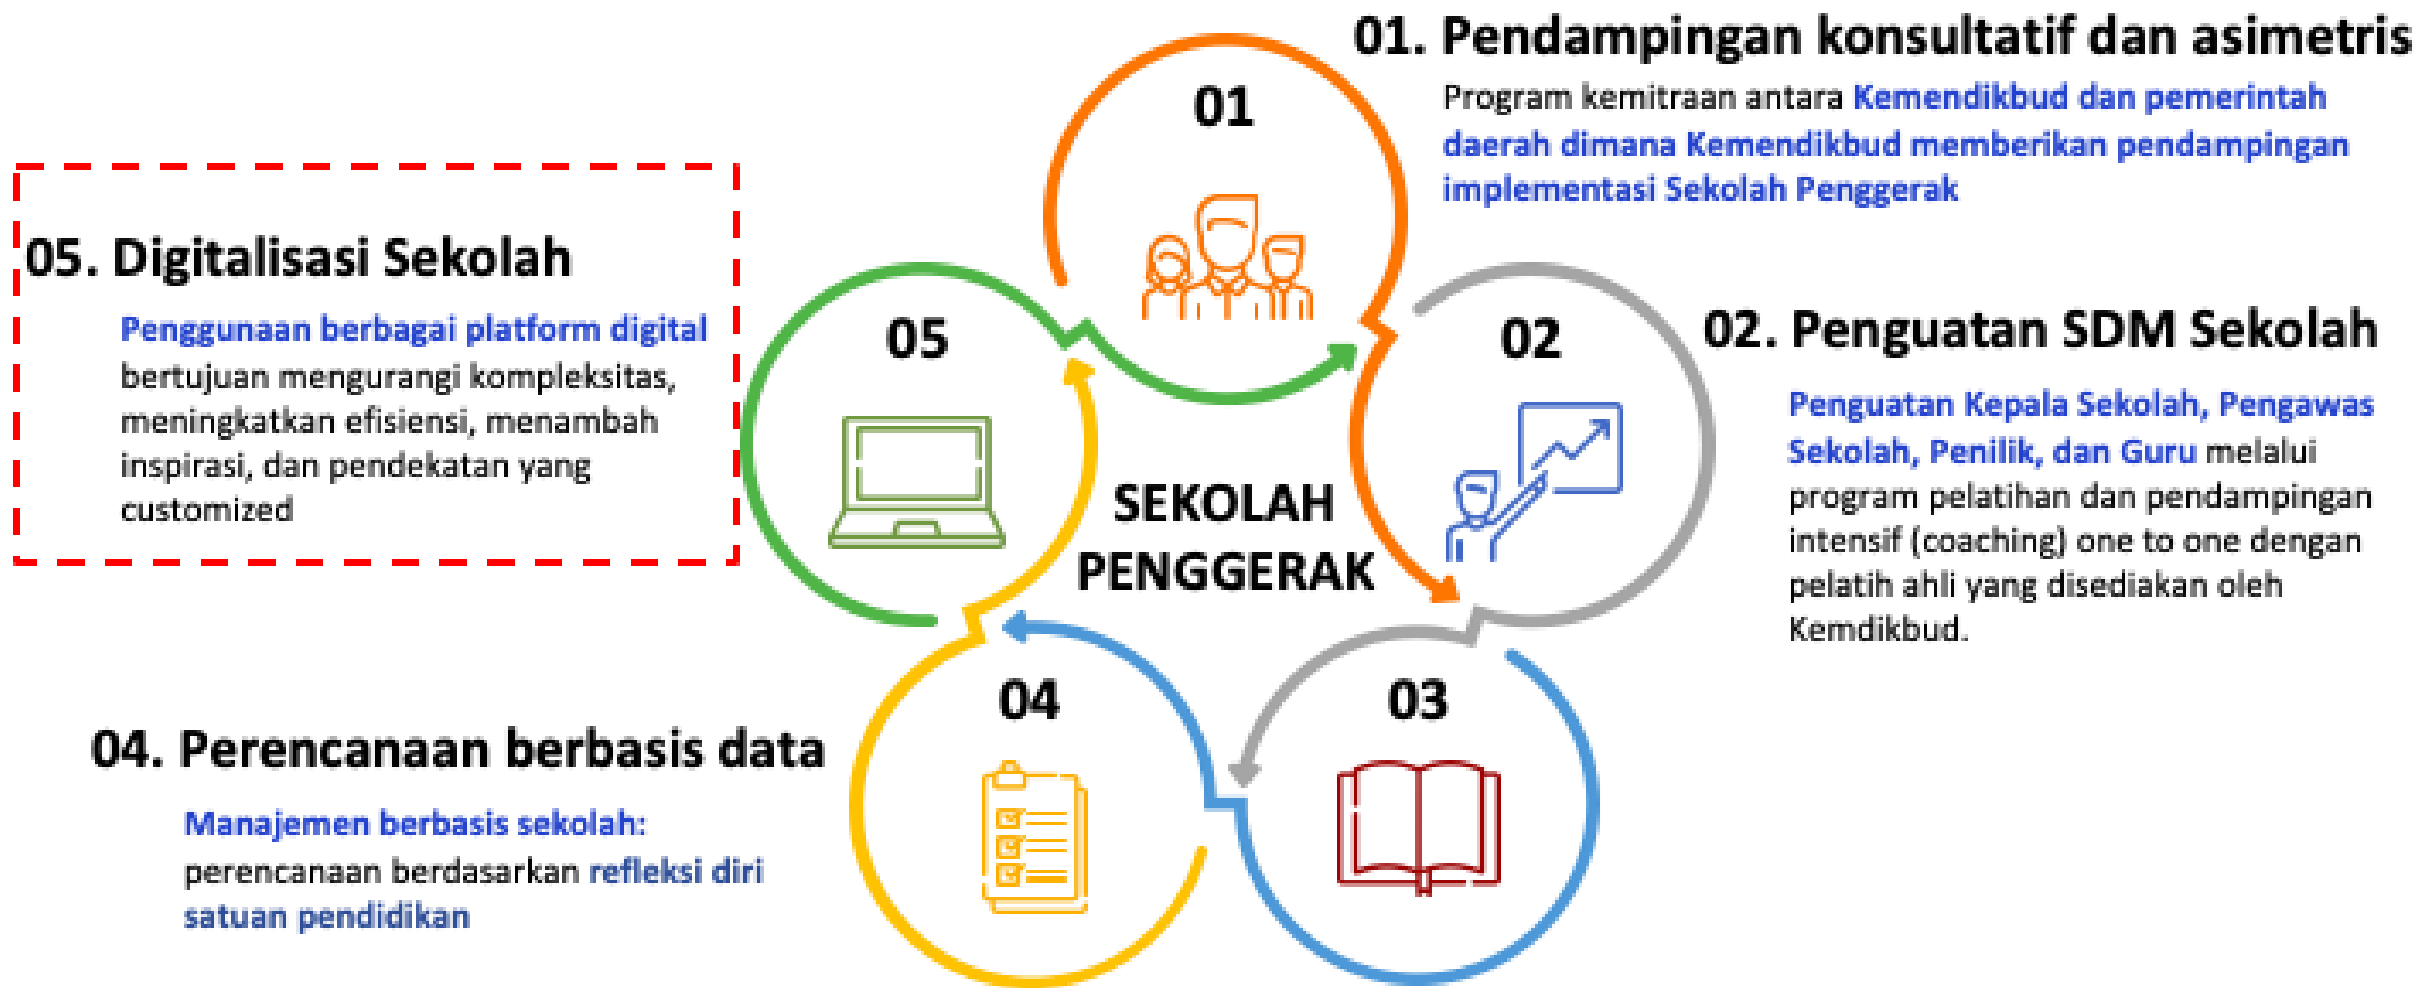 01. Pendampingan konsultatif dan asimetris
Program kemitraan antara Kemendikbud dan pemerintah
daerah dimana Kemendikbud memberikan pendampingan
implementasi Sekolah Penggerak
01
02
02. Penguatan SDM Sekolah
Penguatan Kepala Sekolah, Pengawas
Sekolah, Penilik, dan Guru melalui
program pelatihan dan pendampingan
intensif (coaching) one to one dengan
pelatih ahli yang disediakan oleh
Kemdikbud.
03
04
04. Perencanaan berbasis data
Manajemen berbasis sekolah:
perencanaan berdasarkan refleksi diri
satuan pendidikan
05
05. Digitalisasi Sekolah
Penggunaan berbagai platform digital
bertujuan mengurangi kompleksitas,
meningkatkan efisiensi, menambah
inspirasi, dan pendekatan yang
customized
SEKOLAH
PENGGERAK